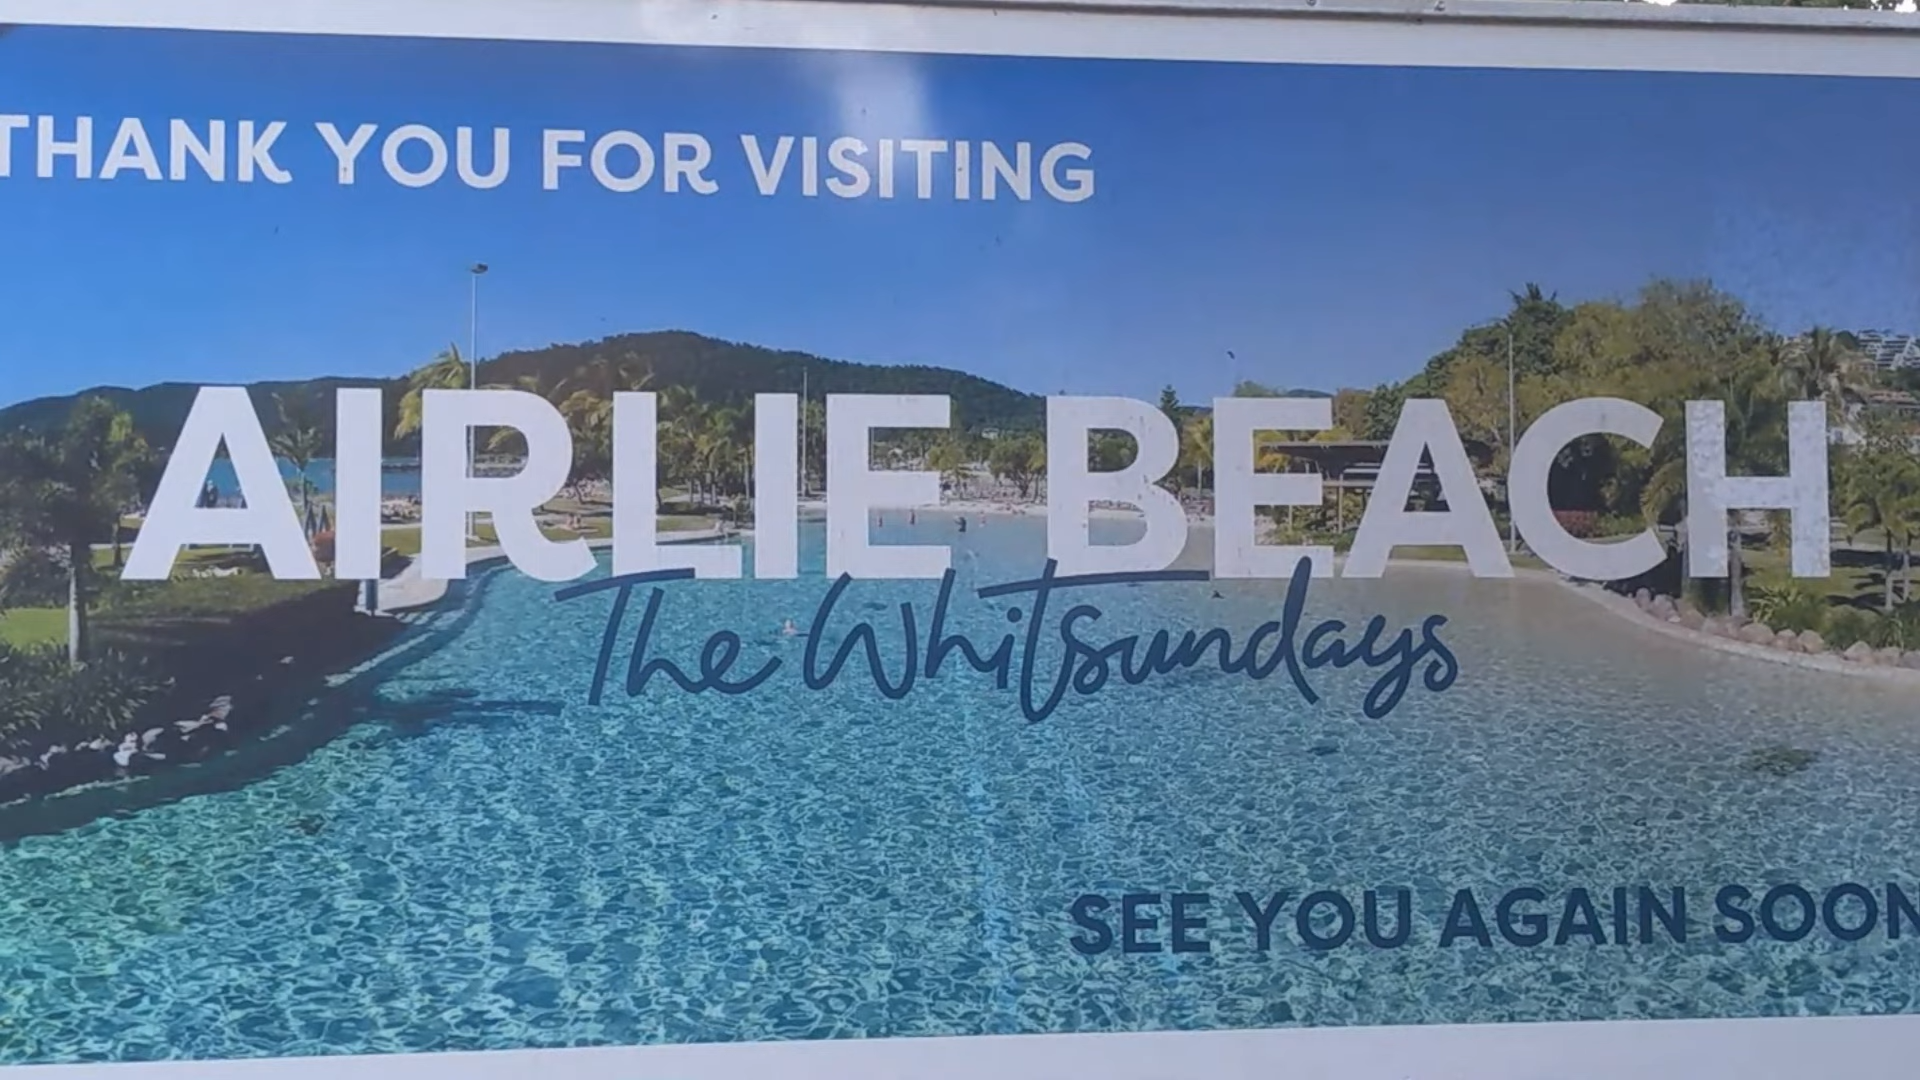 THANK YOU FOR VISITING
AIRLIE BEACH
The Whitsundays
SEE YOU AGAIN SOON